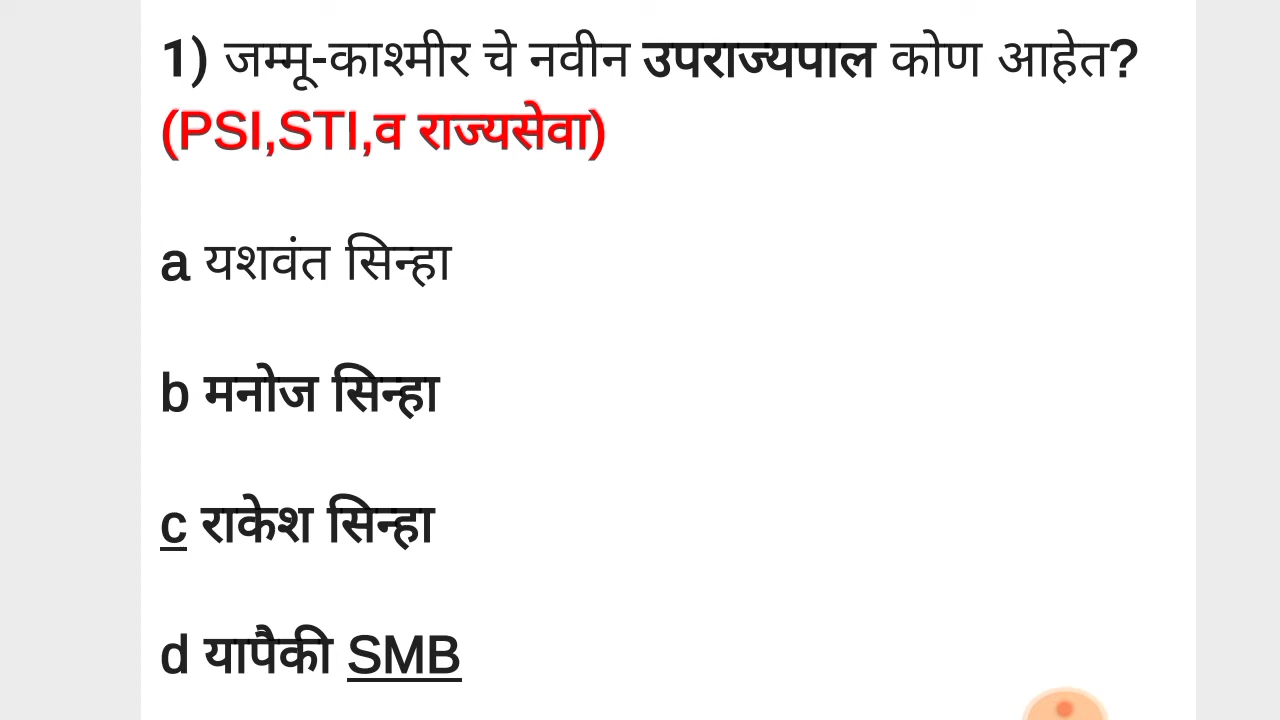 1) जम्मू-काश्मीर चे नवीन उपराज्यपाल कोण आहेत?
(PSI,STI,व राज्यसेवा)
a यशवंत सिन्हा
b मनोज सिन्हा
c राकेश सिन्हा
d यापैकी SMB